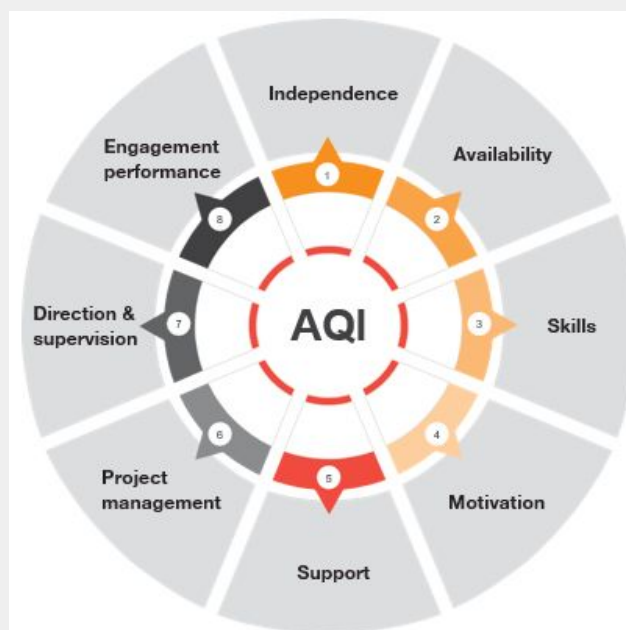 Independence
1
Availability
2
Skills
3
Motivation
4
Support
5
Project
management
6
Direction &
supervision
7
Engagement
performance
8
AQI